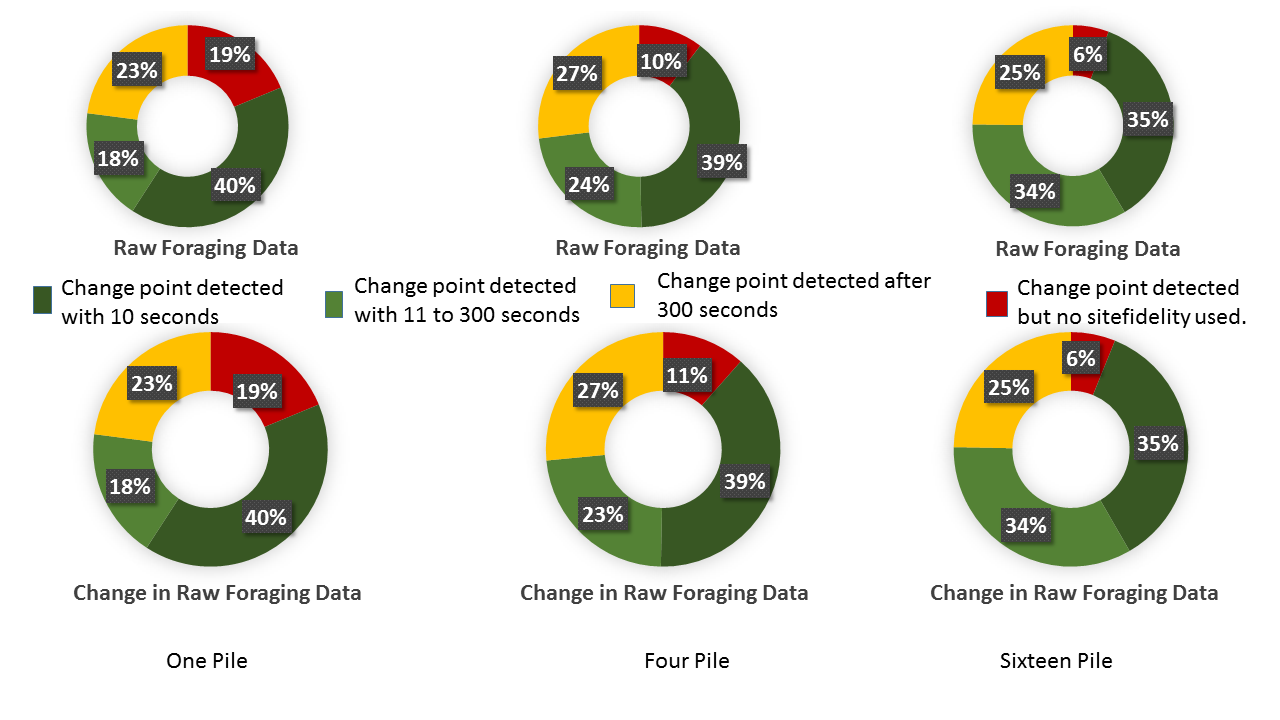 19%
23%
18%
40%
Raw Foraging Data
10%
27%
24%
39%
Raw Foraging Data
6%
25%
35%
34%
Raw Foraging Data
Change point detected
with 10 seconds
Change point detected
with 11 to 300 seconds
Change point detected after
300 seconds
Change point detected
but no sitefidelity used.
19%
23%
18%
40%
Change in Raw Foraging Data
11%
27%
39%
23%
Change in Raw Foraging Data
6%
25%
35%
34%
Change in Raw Foraging Data
One Pile
Four Pile
Sixteen Pile